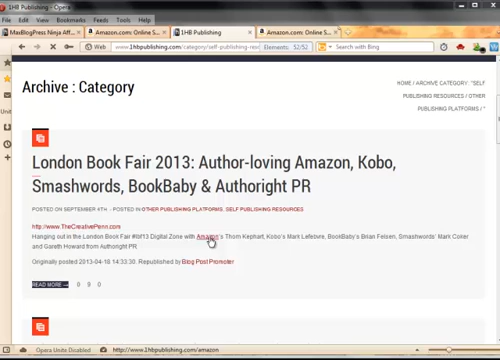 1HB Publishing - Opera
File Edit View Bookmarks Feeds Tools Help
MaxBlogPress Ninja Aff... Amazon.com: Online S... 1HB Publishing Amazon.com: Online S...
Web www.1hbpublishing.com/category/self-publishing-res Elements: 52/52 Search with Bing
HOME / ARCHIVE CATEGORY: "SELF
Archive : Category
PUBLISHING RESOURCES / OTHER
PUBLISHING PLATFORMS / "
London Book Fair 2013: Author-loving Amazon, Kobo,
Smashwords, BookBaby & Authoright PR
POSTED ON SEPTEMBER 4TH - POSTED IN OTHER PUBLISHING PLATFORMS, SELF PUBLISHING RESOURCES
http://www.TheCreativePenn.com
Hanging out in the London Book Fair #lbf13 Digital Zone with Amazon's Thom Kephart, Kobo's Mark Lefebvre, BookBaby's Brian Felsen, Smashwords' Mark Coker
and Gareth Howard from Authoright PR
Originally posted 2013-04-18 14:33:30. Republished by Blog Post Promoter
READ MORE 0 9 0
Opera Unite Disabled http://www.1hbpublishing.com/amazon